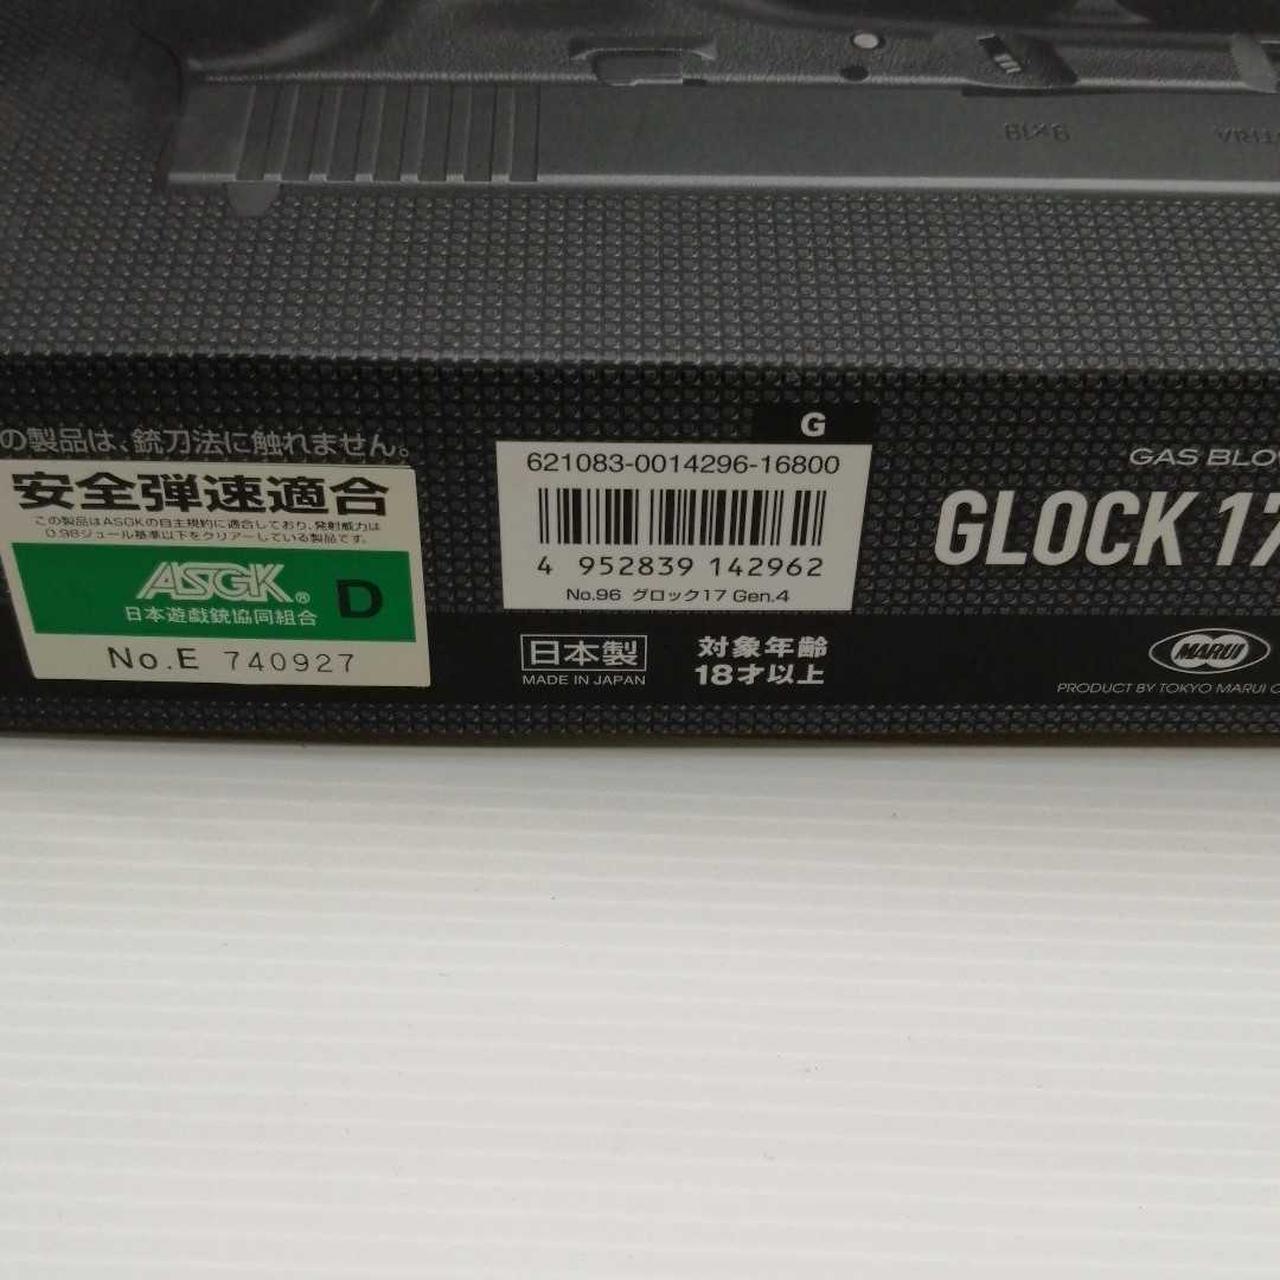 9X19
の製品は、銃刀法に触れません。
安全弾速適合
この製品はASGKの自主規約に適合しており、発射威力は
0.98ジュール基準以下をクリアーしている製品です。
ASGK® D
日本遊戯銃協同組合
No.E 740927
G
621083-0014296-16800
4 952839 142962
No.96 グロック17 Gen.4
日本製
MADE IN JAPAN
対象年齢
18才以上
GAS BLO
GLOCK 17
MARUI
PRODUCT BY TOKYO MARUI